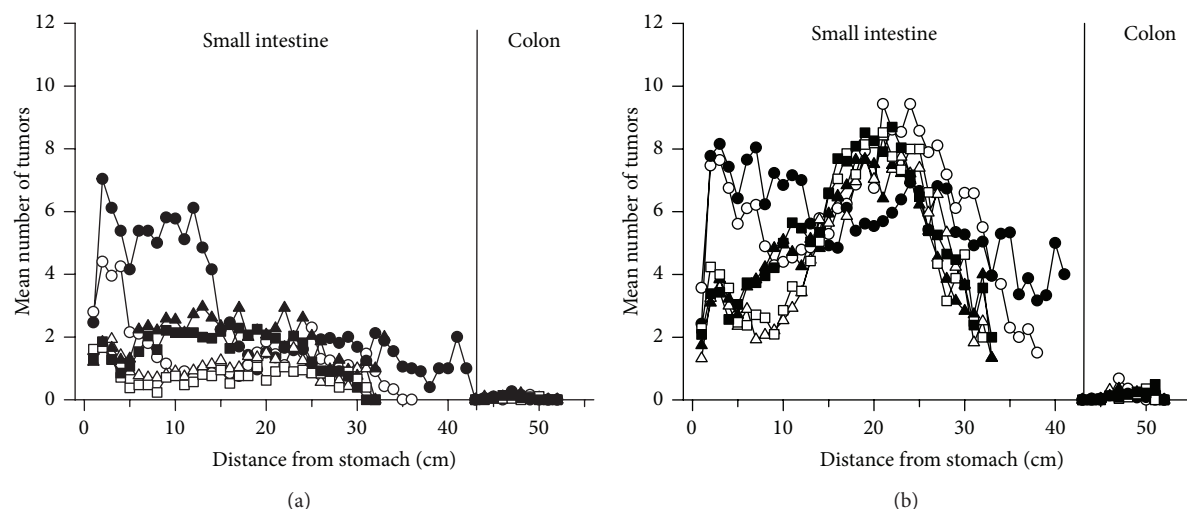 12
10
8
6
4
2
0
Mean number of tumors
Small intestine
Colon
0
10
20
30
40
50
Distance from stomach (cm)
(a)
12
10
8
6
4
2
0
Mean number of tumors
Small intestine
Colon
0
10
20
30
40
50
Distance from stomach (cm)
(b)